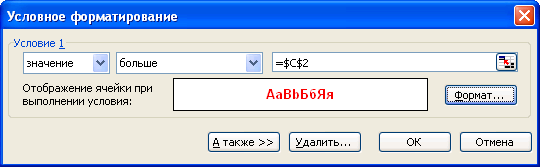 Условное форматирование
Условие 1
значение больше =$C$2
Отображение ячейки при
выполнении условия:
АаВbБбЯя
Формат...
А также >> Удалить... ОК Отмена